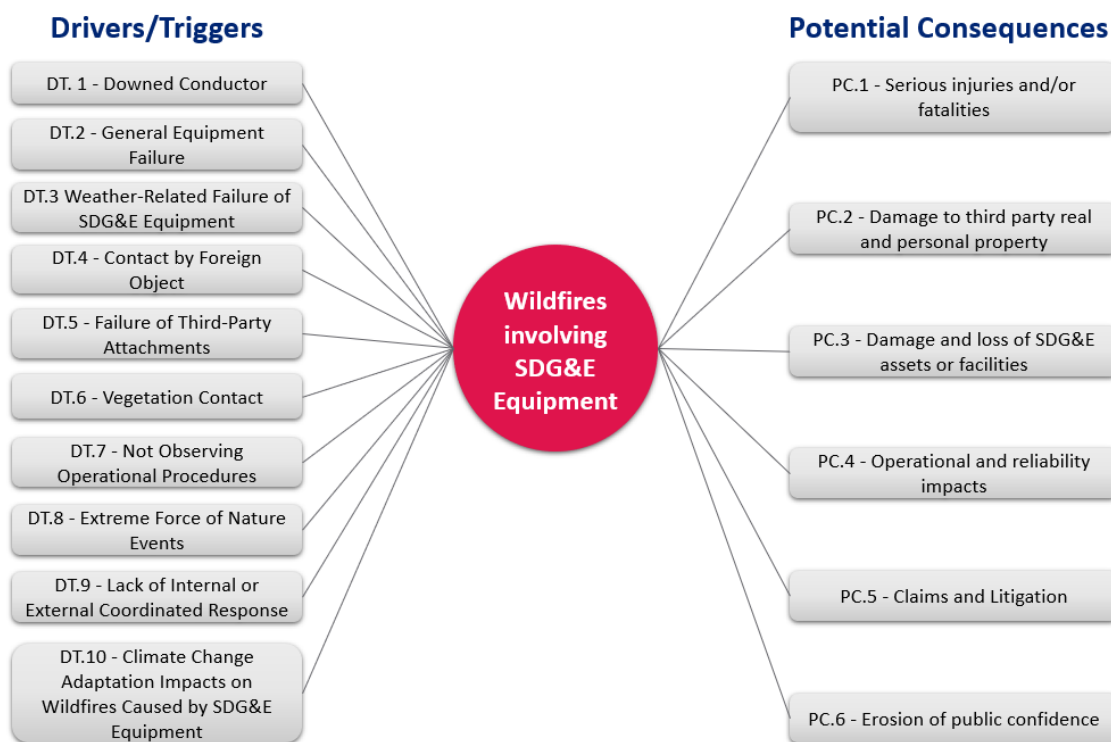 Drivers/Triggers
DT. 1 - Downed Conductor
DT.2 - General Equipment
Failure
DT.3 Weather-Related Failure of
SDG&E Equipment
DT.4 - Contact by Foreign
Object
DT.5 - Failure of Third-Party
Attachments
DT.6 - Vegetation Contact
DT.7 - Not Observing
Operational Procedures
DT.8 - Extreme Force of Nature
Events
DT.9 - Lack of Internal or
External Coordinated Response
DT.10 - Climate Change
Adaptation Impacts on
Wildfires Caused by SDG&E
Equipment
Wildfires
involving
SDG&E
Equipment
Potential Consequences
PC.1 - Serious injuries and/or
fatalities
PC.2 - Damage to third party real
and personal property
PC.3 - Damage and loss of SDG&E
assets or facilities
PC.4 - Operational and reliability
impacts
PC.5 - Claims and Litigation
PC.6 - Erosion of public confidence